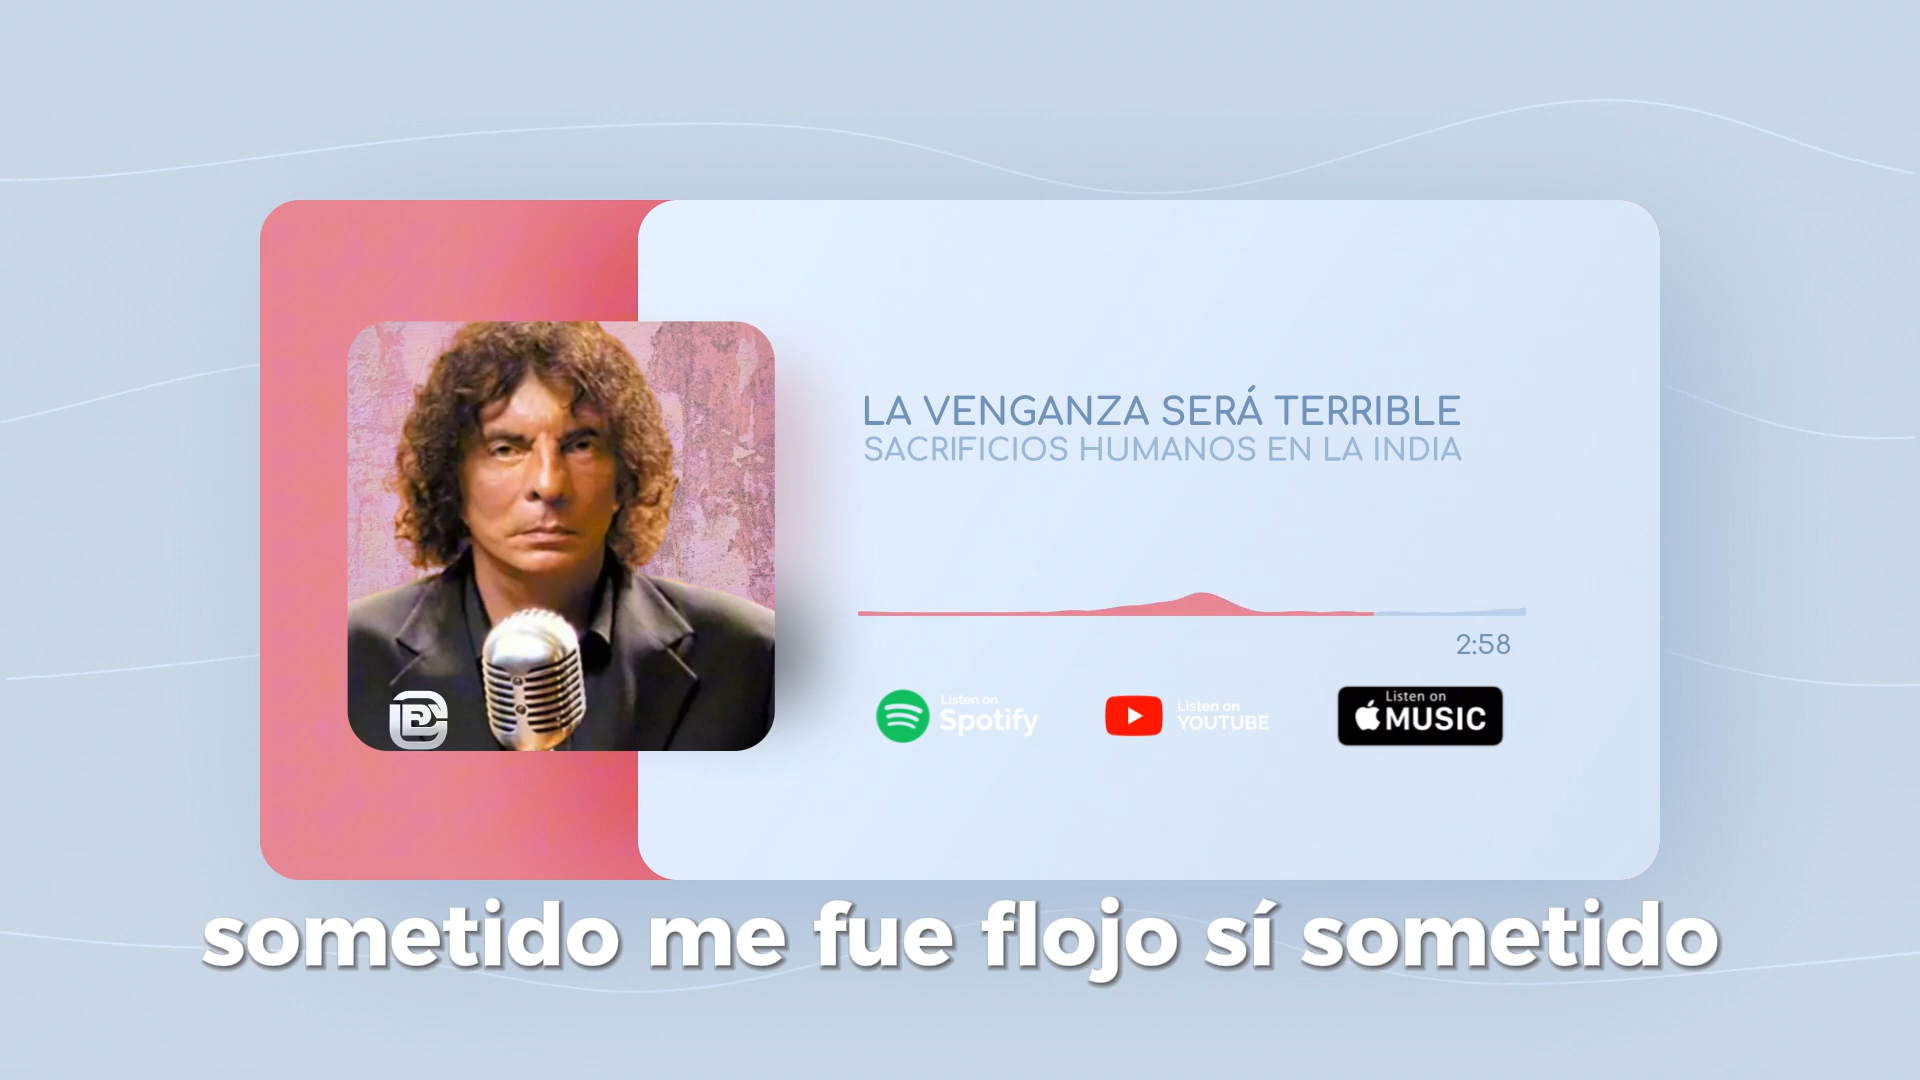 LA VENGANZA SERÁ TERRIBLE
SACRIFICIOS HUMANOS EN LA INDIA
2:58
Listen on
Spotify
Listen on
YOUTUBE
Listen on
MUSIC
sometido me fue flojo sí sometido